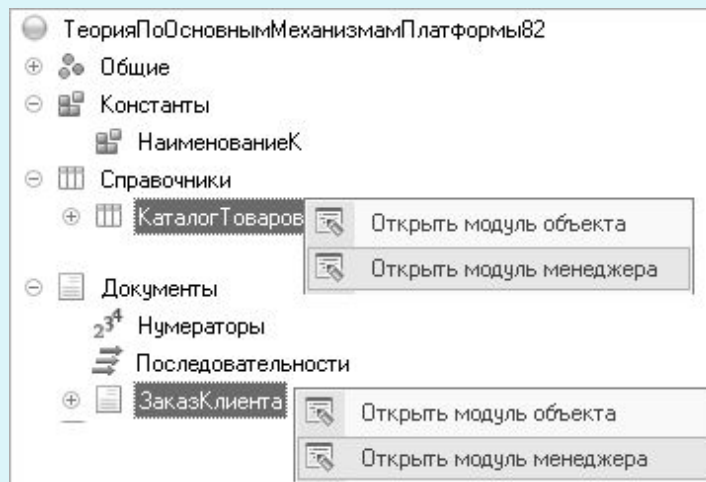 ТеорияПоОсновнымМеханизмамПлатформы82
Общие
Константы
НаименованиеК
Справочники
КаталогТоваров
Открыть модуль объекта
Открыть модуль менеджера
Документы
Нумераторы
Последовательности
ЗаказКлиента
Открыть модуль объекта
Открыть модуль менеджера